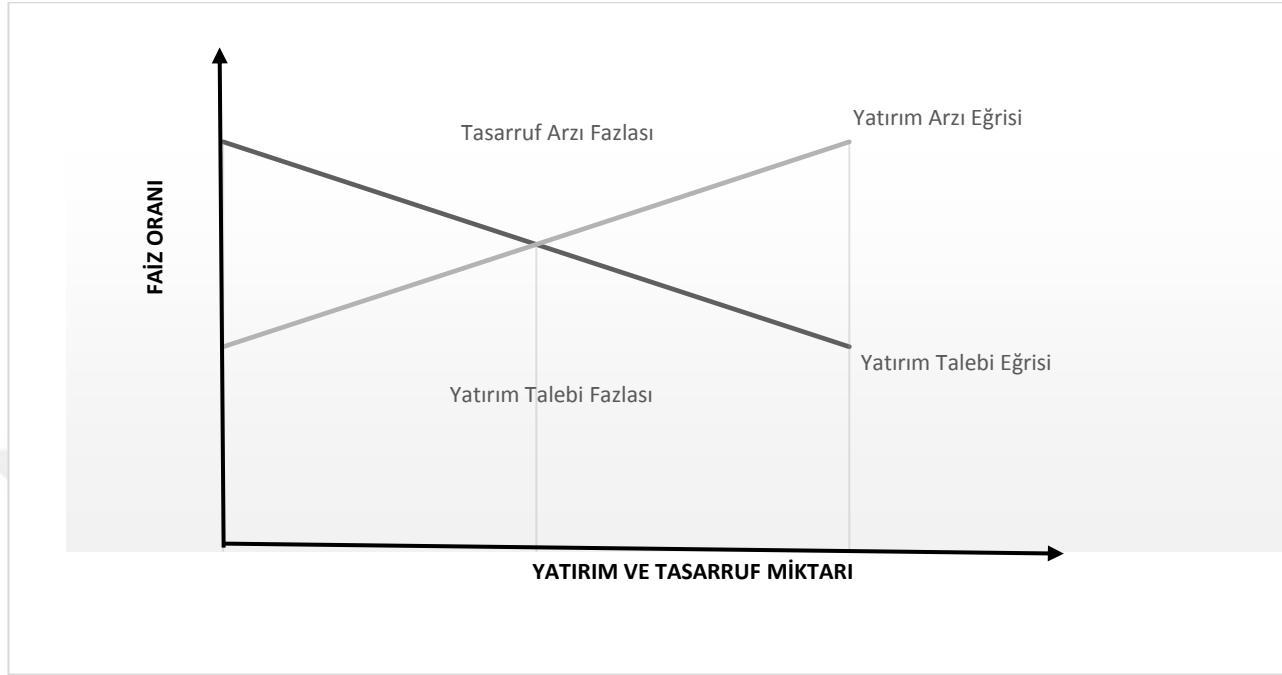 Yatırım Arzı Eğrisi
Tasarruf Arzı Fazlası
FAİZ ORANI
Yatırım Talebi Eğrisi
Yatırım Talebi Fazlası
YATIRIM VE TASARRUF MİKTARI